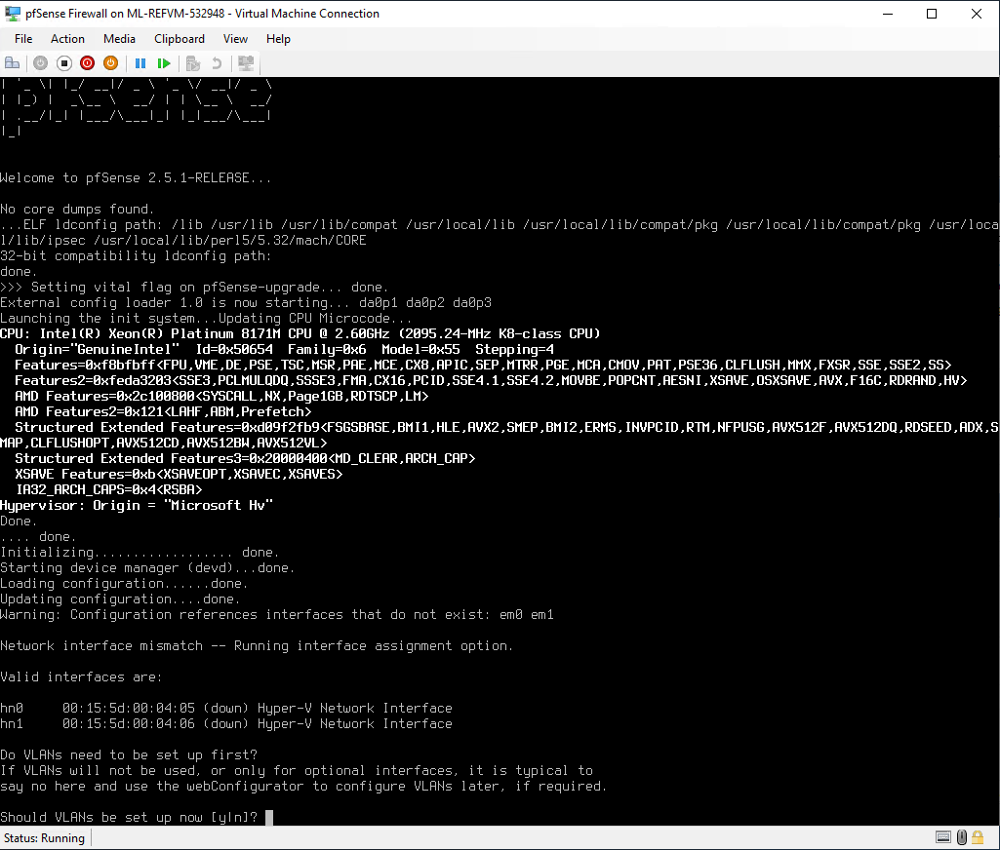 pfSense Firewall on ML-REFVM-532948 - Virtual Machine Connection
File Action Media Clipboard View Help
Welcome to pfSense 2.5.1-RELEASE...
No core dumps found.
...ELF ldconfig path: /lib /usr/lib /usr/lib/compat /usr/local/lib /usr/local/lib/compat/pkg /usr/local/lib/compat/pkg /usr/loca
l/lib/ipsec /usr/local/lib/perl5/5.32/mach/CORE
32-bit compatibility ldconfig path:
done.
>>> Setting vital flag on pfSense-upgrade... done.
External config loader 1.0 is now starting... da0p1 da0p2 da0p3
Launching the init system...Updating CPU Microcode...
CPU: Intel(R) Xeon(R) Platinum 8171M CPU @ 2.60GHz (2095.24-MHz K8-class CPU)
Origin="GenuineIntel" Id=0x50654 Family=0x6 Model=0x55 Stepping=4
Features=0xf8bfbff<FPU,VME,DE,PSE,TSC,MSR,PAE,MCE,CX8,APIC,SEP,MTRR,PGE,MCA,CMOV,PAT,PSE36,CLFLUSH,MMX,FXSR,SSE,SSE2,SS>
Features2=0xfeda3203<SSE3,PCLMULQDQ,SSSE3,FMA,CX16,PCID,SSE4.1,SSE4.2,MOVBE,POPCNT,AESNI,XSAVE,OSXSAVE,AVX,F16C,RDRAND,HV>
AMD Features=0x2c100800<SYSCALL,NX,Page1GB,RDTSCP,LM>
AMD Features2=0x121<LAHF,ABM,Prefetch>
Structured Extended Features=0xd09f2fb9<FSGSBASE,BMI1,HLE,AVX2,SMEP,BMI2,ERMS,INVPCID,RTM,NFPUSG,AVX512F,AVX512DQ,RDSEED,ADX,S
MAP,CLFLUSHOPT,AVX512CD,AVX512BW,AVX512VL>
Structured Extended Features3=0x20000400<MD_CLEAR,ARCH_CAP>
XSAVE Features=0xb<XSAVEOPT,XSAVEC,XSAVES>
IA32_ARCH_CAPS=0x4<RSBA>
Hypervisor: Origin = "Microsoft Hv"
Done.
.... done.
Initializing.................. done.
Starting device manager (devd)...done.
Loading configuration......done.
Updating configuration....done.
Warning: Configuration references interfaces that do not exist: em0 em1
Network interface mismatch -- Running interface assignment option.
Valid interfaces are:
hn0 00:15:5d:00:04:05 (down) Hyper-V Network Interface
hn1 00:15:5d:00:04:06 (down) Hyper-V Network Interface
Do VLANs need to be set up first?
If VLANs will not be used, or only for optional interfaces, it is typical to
say no here and use the webConfigurator to configure VLANs later, if required.
Should VLANs be set up now [y|n]?
Status: Running